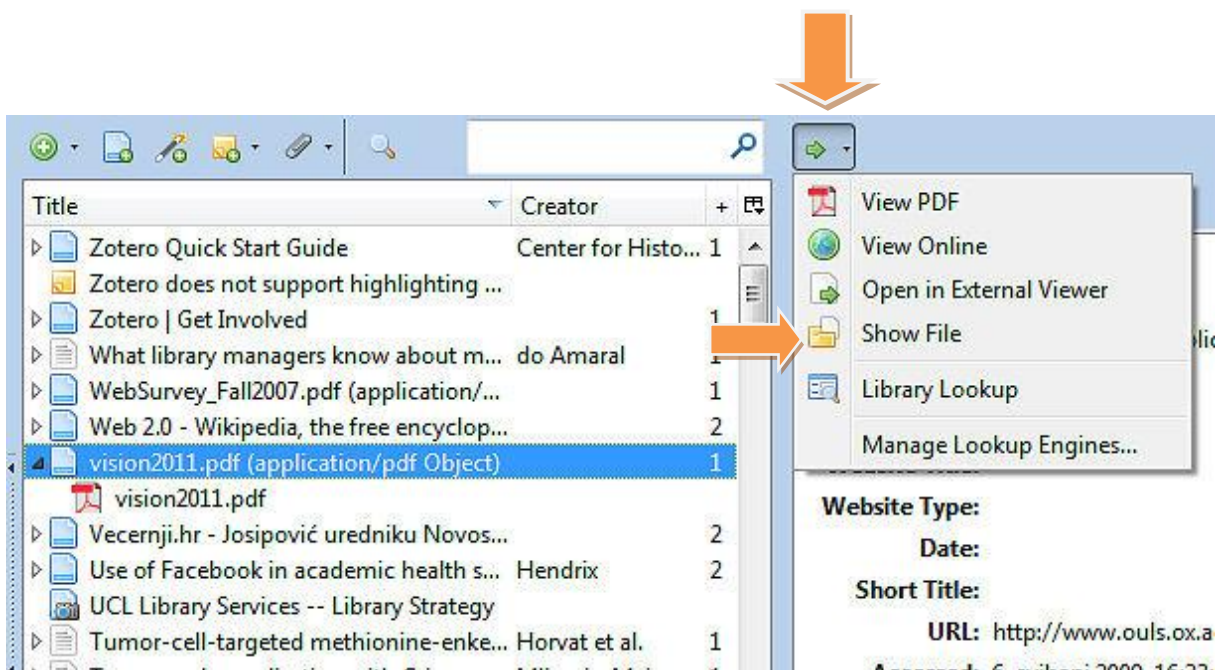 Title Creator +
Zotero Quick Start Guide Center for Histo... 1
Zotero does not support highlighting ...
Zotero | Get Involved 1
What library managers know about m... do Amaral 1
WebSurvey_Fall2007.pdf (application/... 1
Web 2.0 - Wikipedia, the free encyclop... 2
vision2011.pdf (application/pdf Object) 1
vision2011.pdf
Vecernji.hr - Josipović uredniku Novos... 2
Use of Facebook in academic health s... Hendrix 2
UCL Library Services -- Library Strategy
Tumor-cell-targeted methionine-enke... Horvat et al. 1
View PDF
View Online
Open in External Viewer
Show File
Library Lookup
Manage Lookup Engines...
Website Type:
Date:
Short Title:
URL: http://www.ouls.ox.a